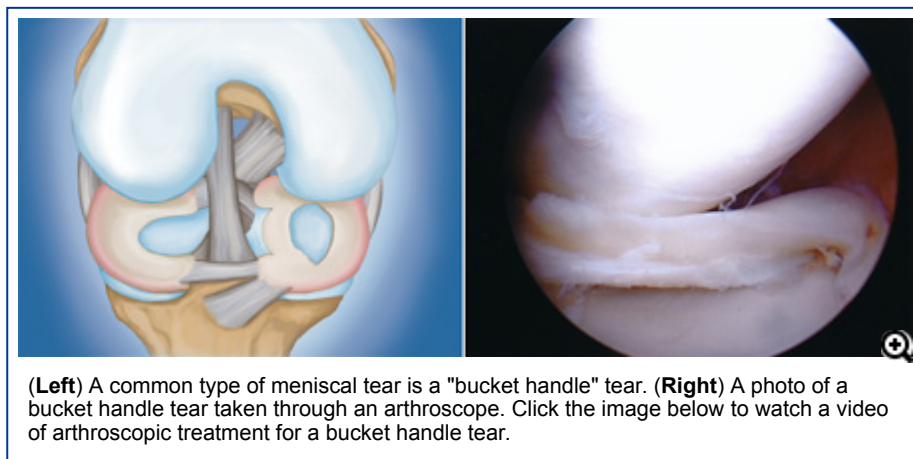 (Left) A common type of meniscal tear is a "bucket handle" tear. (Right) A photo of a
bucket handle tear taken through an arthroscope. Click the image below to watch a video
of arthroscopic treatment for a bucket handle tear.